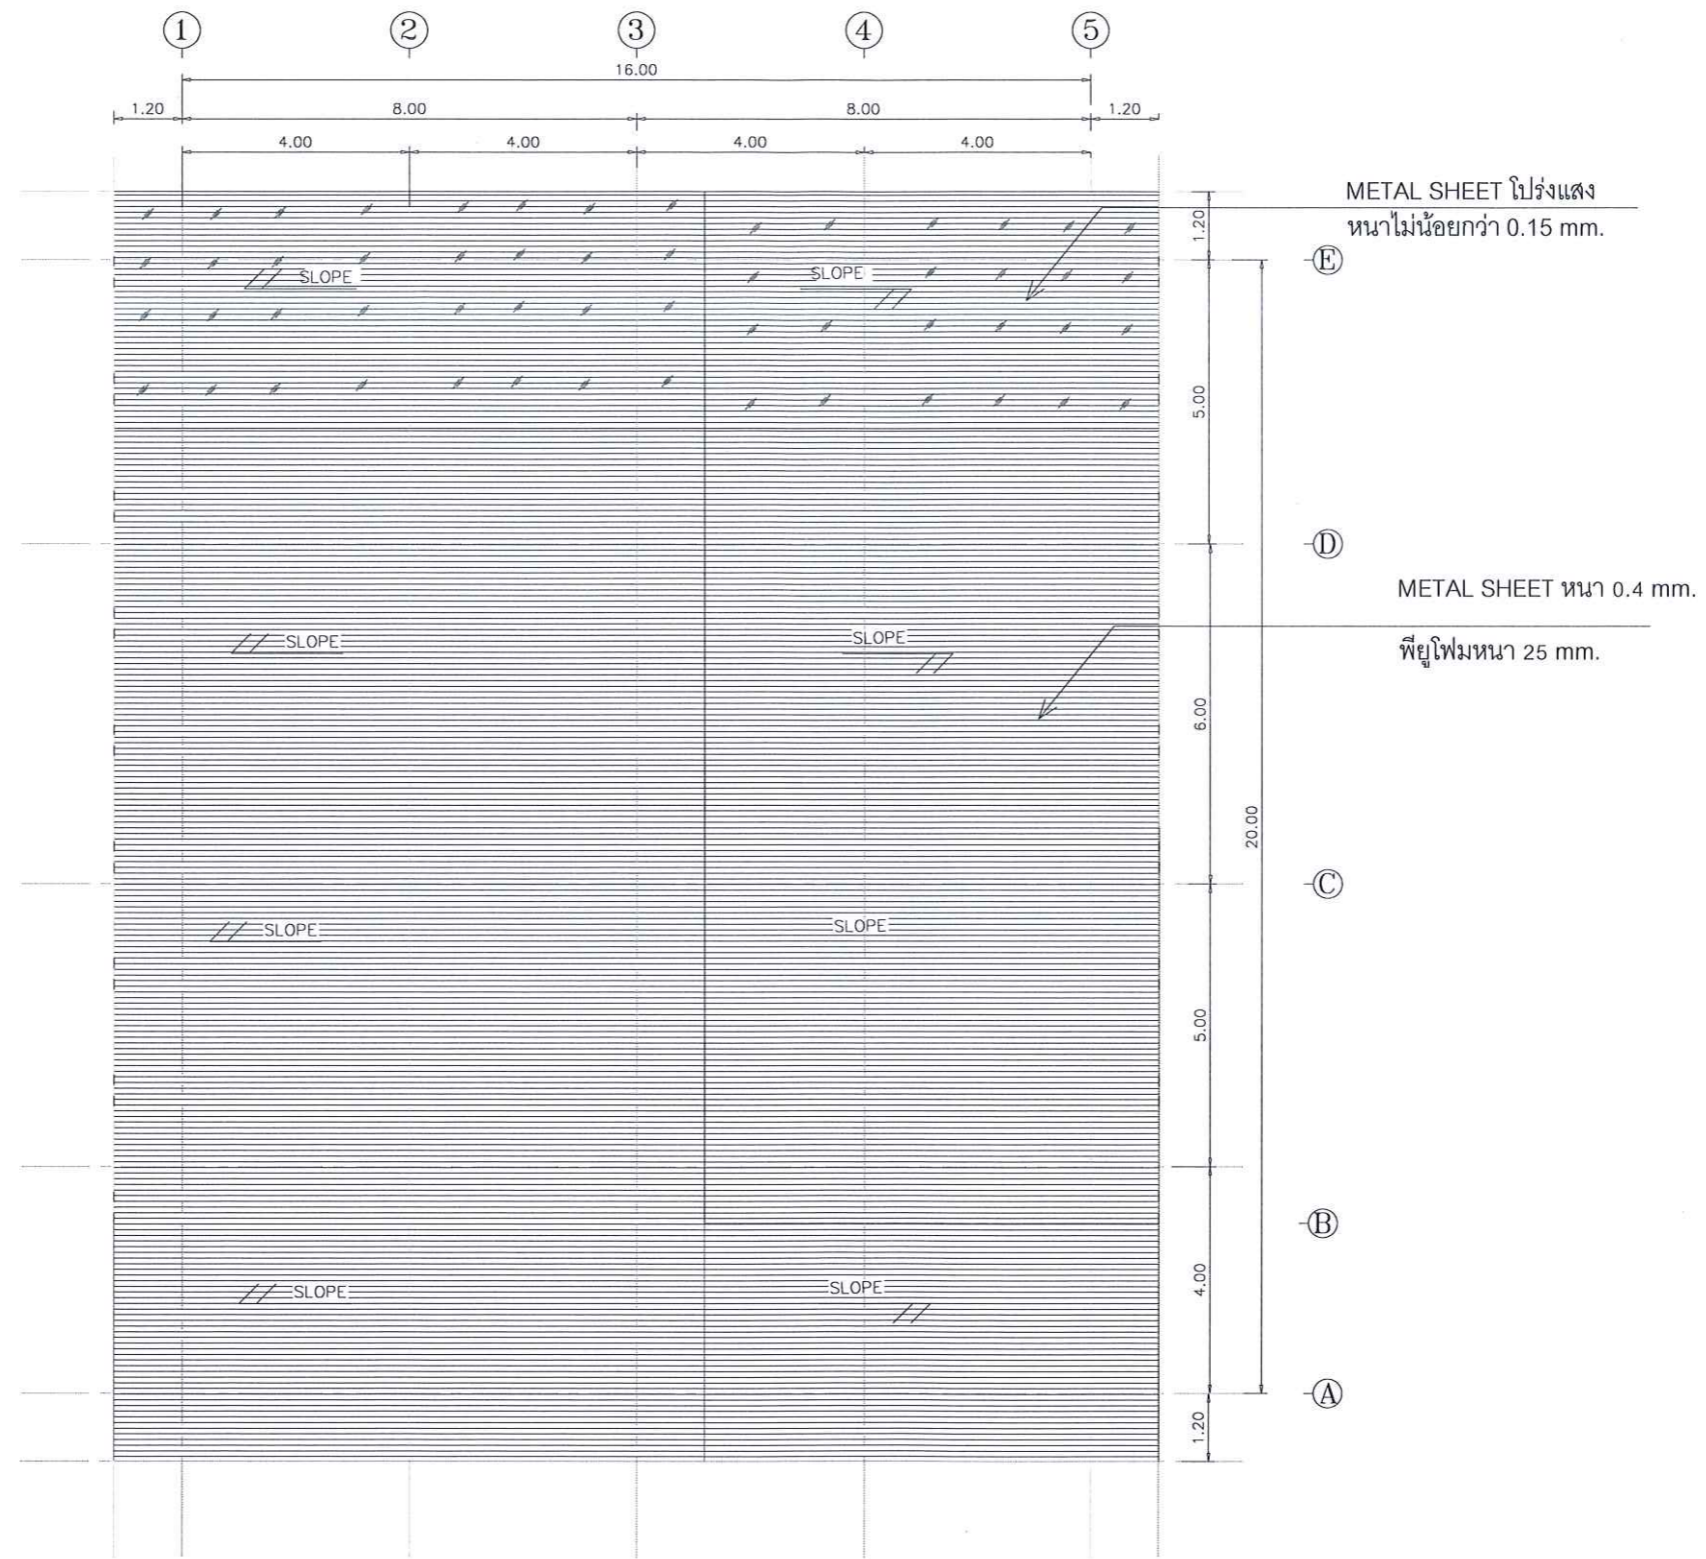 ① ② ③ ④ ⑤
16.00
1.20 8.00 8.00 1.20
4.00 4.00 4.00 4.00
METAL SHEET โปร่งแสง
หนาไม่น้อยกว่า 0.15 mm.
1.20
E
SLOPE SLOPE
5.00
D
METAL SHEET หนา 0.4 mm.
พียูโฟมหนา 25 mm.
SLOPE SLOPE
6.00
20.00
C
SLOPE SLOPE
5.00
B
4.00
SLOPE SLOPE
A
1.20